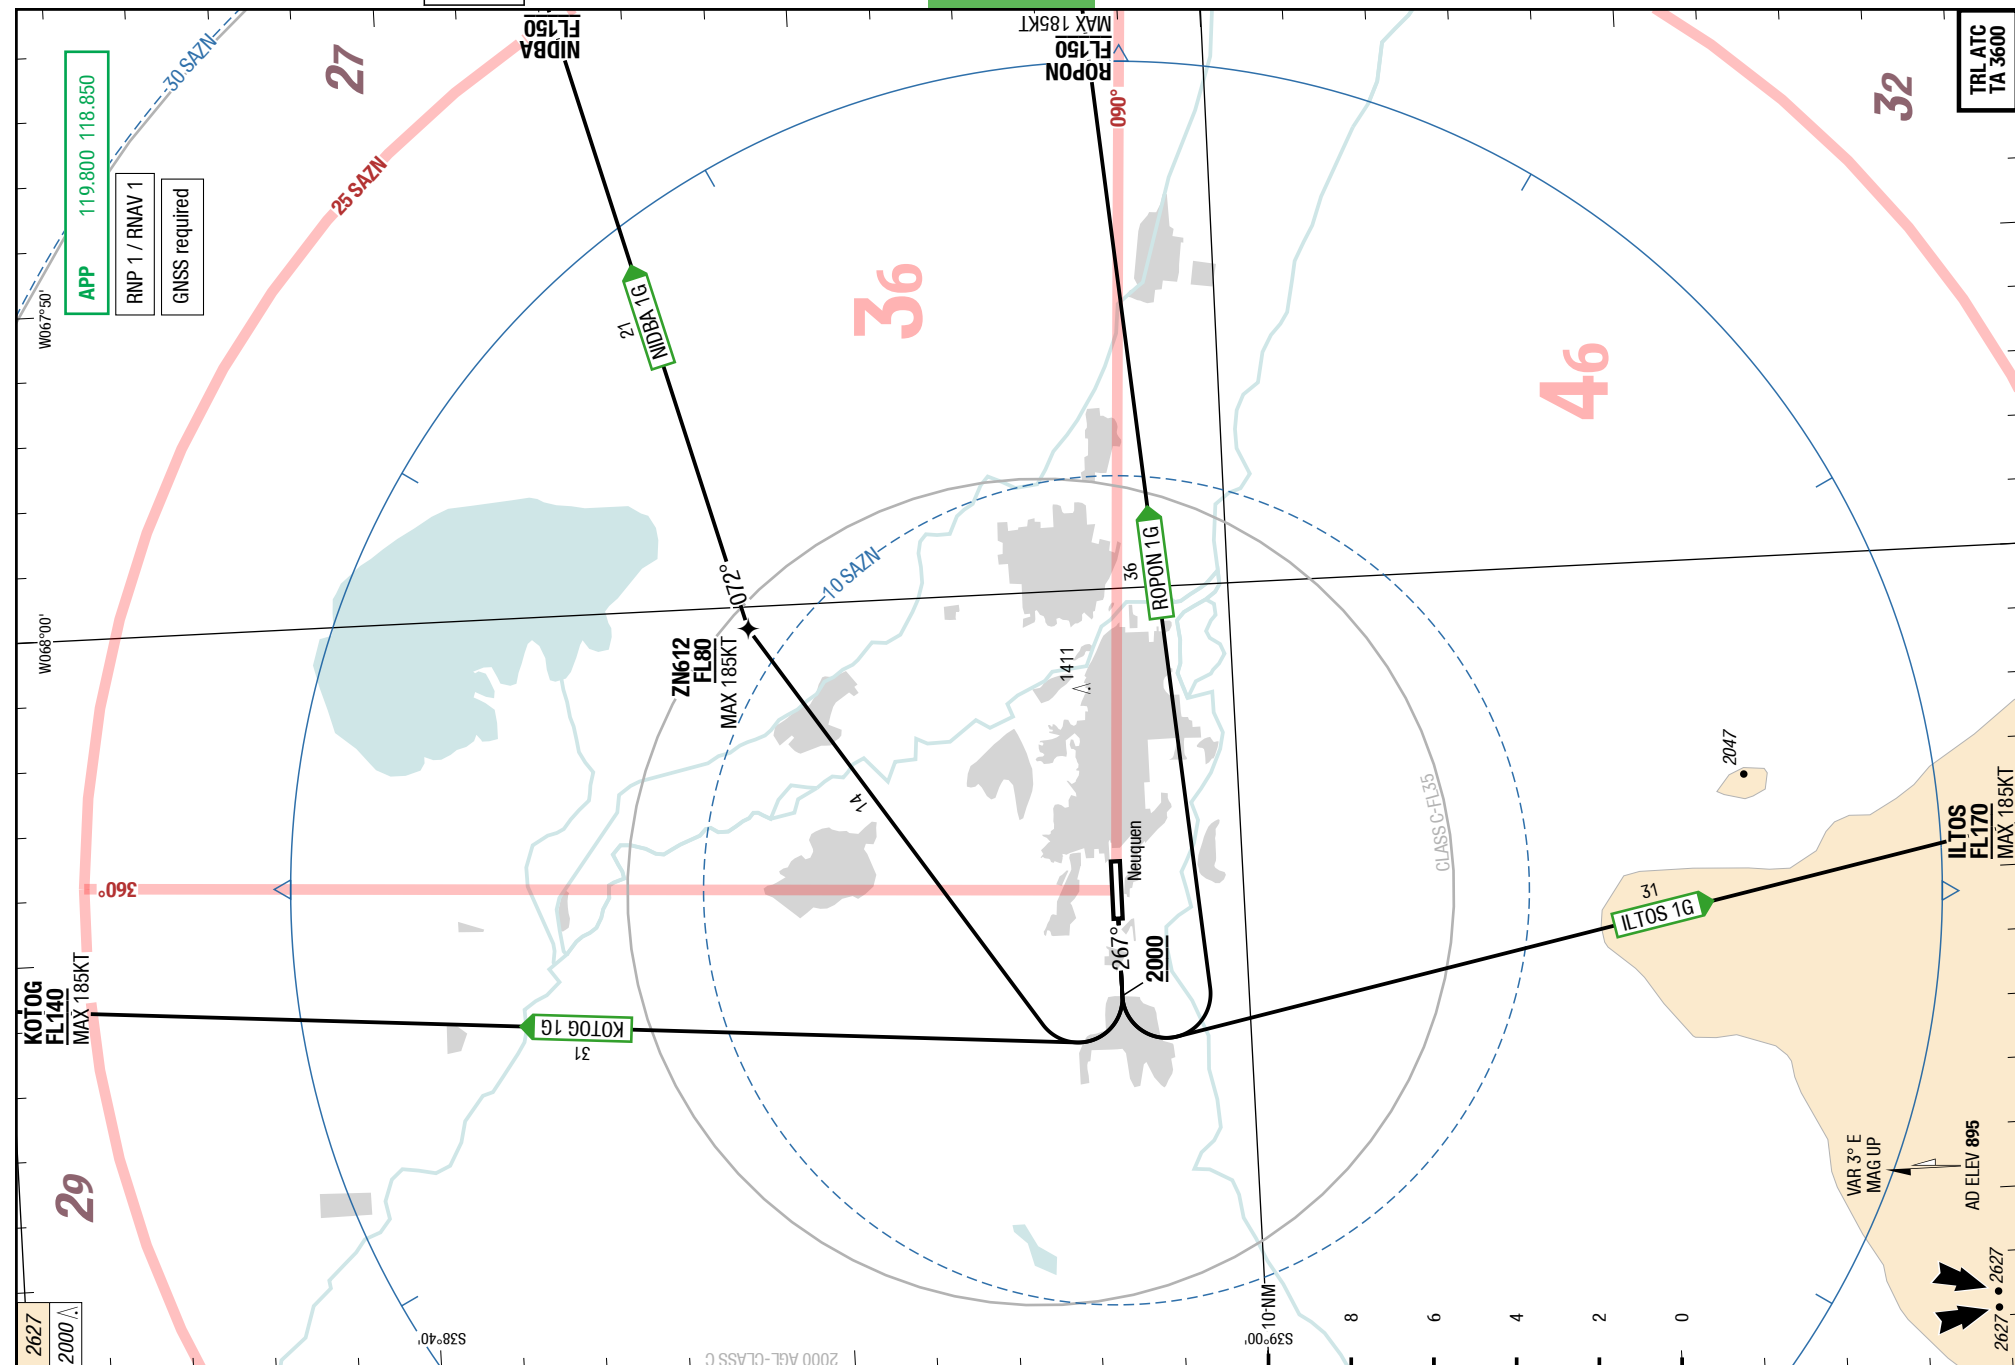 TRL ATC
TA 3600
APP 119.800 118.850
RNP 1 / RNAV 1
GNSS required
30 SAZN
25 SAZN
10 SAZN
27
32
36
46
29
W067°50'
W068°00'
NIDBA
FL150
ROPON
FL150
MAX 185KT
090°
360°
NIDBA 1G
21
072°
ZN612
FL80
MAX 185KT
14
ROPON 1G
36
1411
Neuquen
267°
2000
CLASS C-FL35
2047
ILTOS
FL170
MAX 185KT
ILTOS 1G
31
KOTOG
FL140
MAX 185KT
KOTOG 1G
31
VAR 3° E
MAG UP
AD ELEV 895
2627
2627
2627
2000
S38°40'
S39°00'
2000 AGL-CLASS C
10 NM
8
6
4
2
0